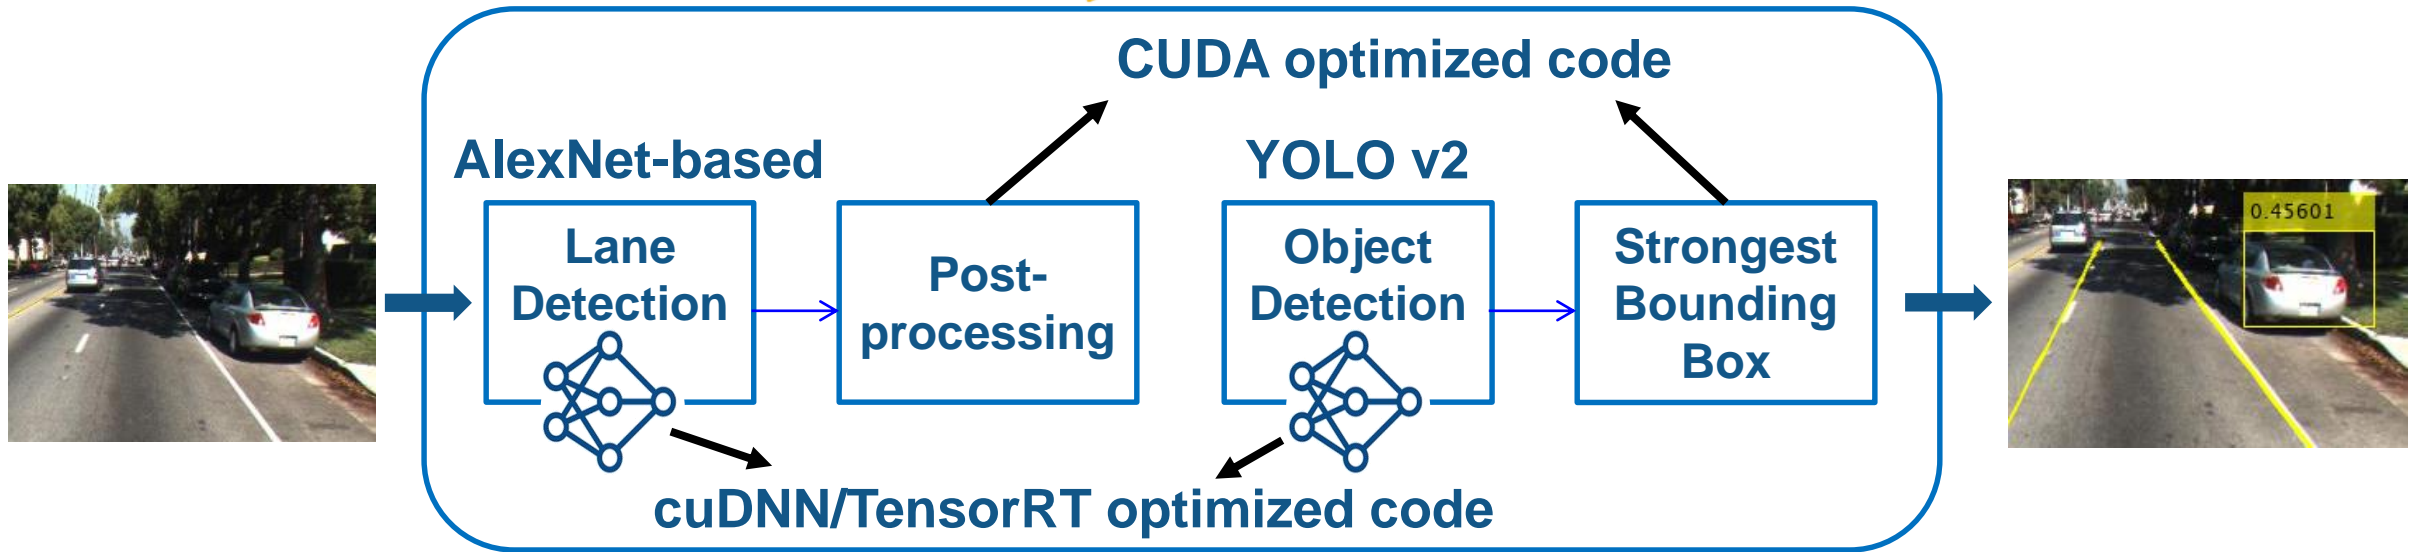 CUDA optimized code
AlexNet-based
YOLO v2
Lane
Detection
Post-
processing
Object
Detection
Strongest
Bounding
Box
0.45601
cuDNN/TensorRT optimized code